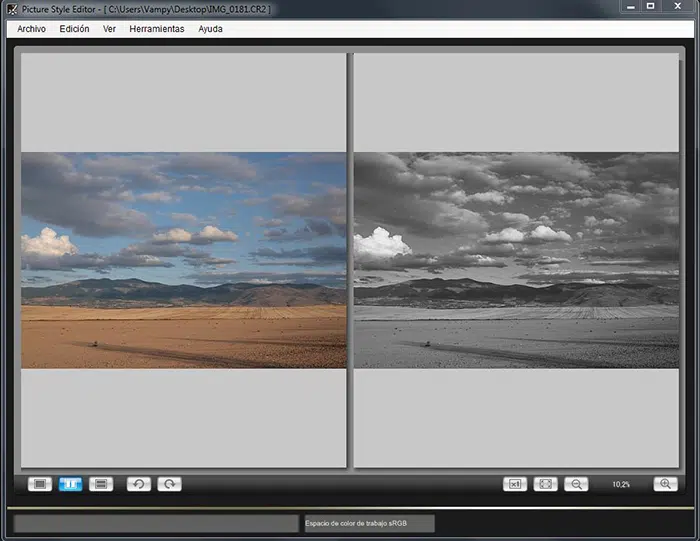 Picture Style Editor - [ C:\Users\Vampy\Desktop\IMG_0181.CR2 ]
Archivo Edición Ver Herramientas Ayuda
10,2%
Espacio de color de trabajo sRGB